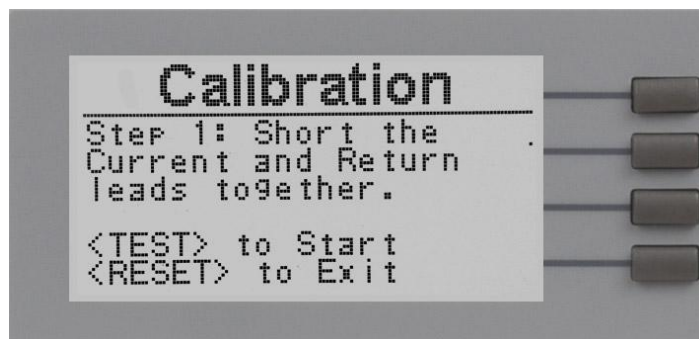 Calibration
Step 1: Short the
Current and Return
leads together.
<TEST> to Start
<RESET> to Exit